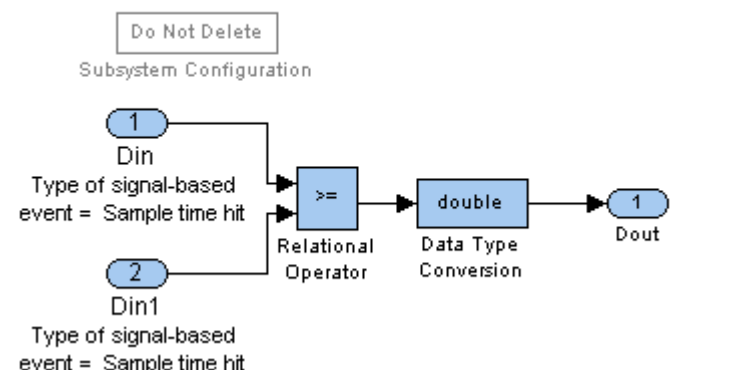 Do Not Delete
Subsystem Configuration
1
Din
Type of signal-based
event = Sample time hit
>=
Relational
Operator
double
Data Type
Conversion
1
Dout
2
Din1
Type of signal-based
event = Sample time hit